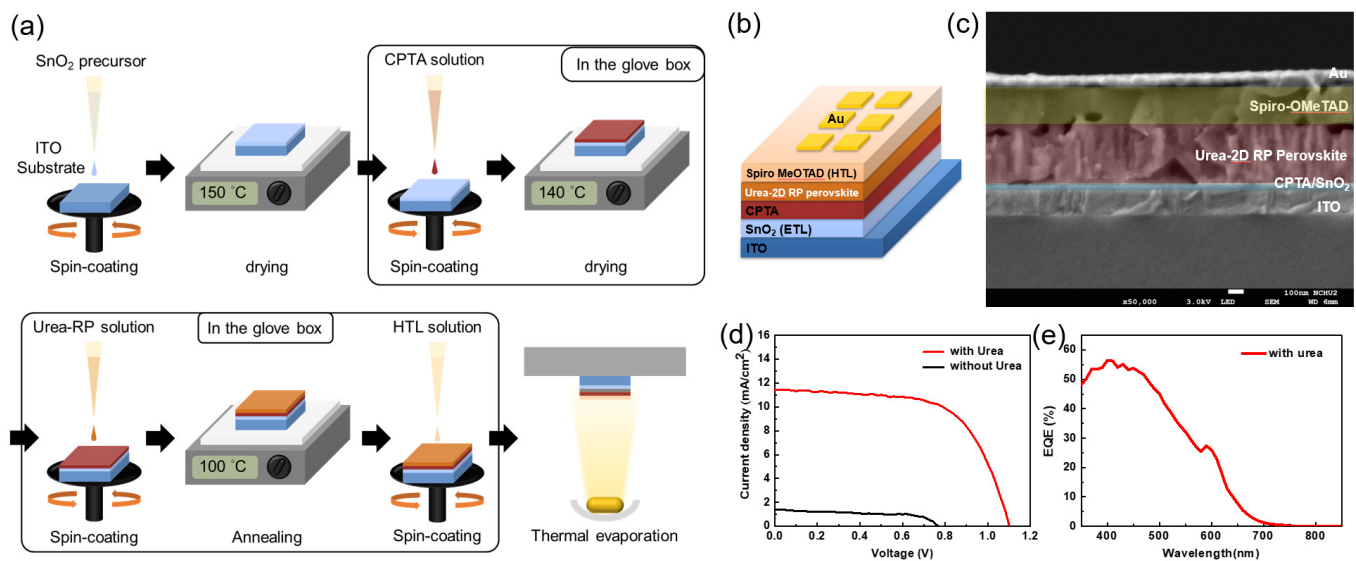 (a)
SnO₂ precursor
CPTA solution
In the glove box
ITO
Substrate
150 °C
140 °C
Spin-coating
drying
Spin-coating
drying
Urea-RP solution
In the glove box
HTL solution
100 °C
Spin-coating
Annealing
Spin-coating
Thermal evaporation
(b)
Au
Spiro MeOTAD (HTL)
Urea-2D RP perovskite
CPTA
SnO₂ (ETL)
ITO
(c)
Au
Spiro-OMeTAD
Urea-2D RP Perovskite
CPTA/SnO₂
ITO
100nm NCHU2
x50,000 3.0kV LED SEM WD 6mm
(d)
with Urea
without Urea
Current density (mA/cm²)
16
14
12
10
8
6
4
2
0
0.0 0.2 0.4 0.6 0.8 1.0 1.2
Voltage (V)
(e)
with urea
EQE (%)
60
50
40
30
20
10
0
400 500 600 700 800
Wavelength(nm)